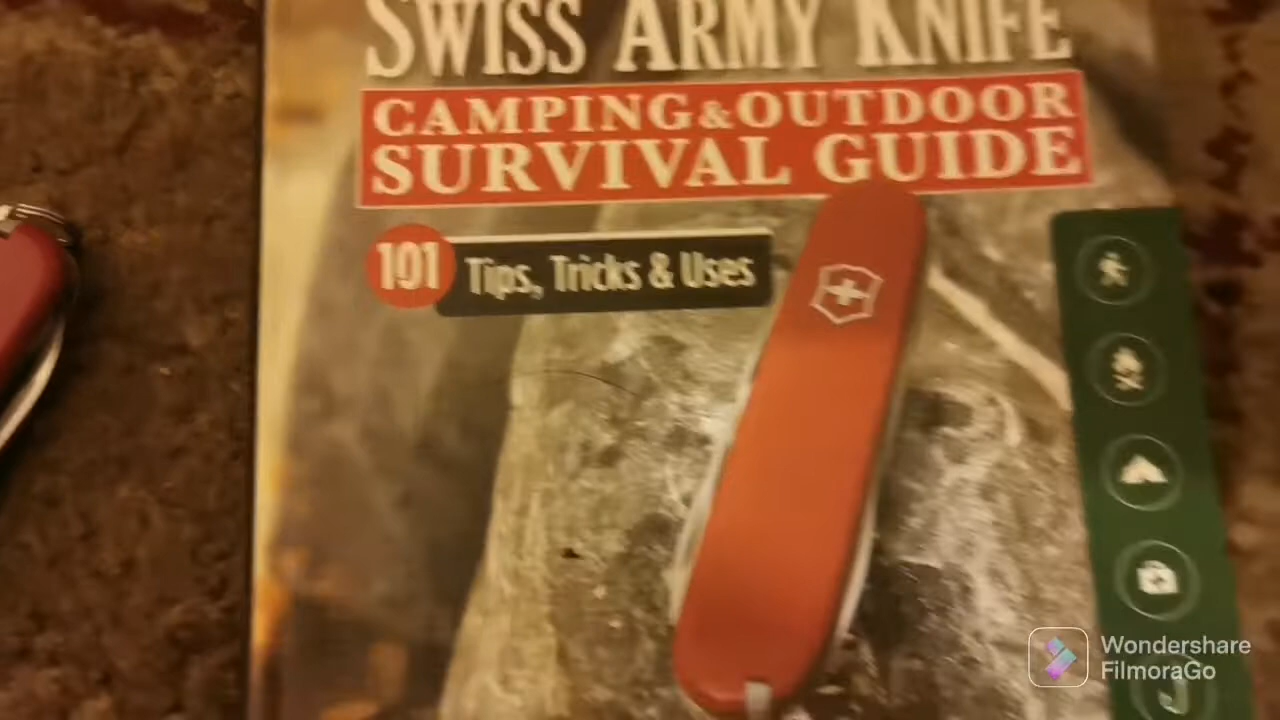 SWISS ARMY KNIFE
CAMPING & OUTDOOR
SURVIVAL GUIDE
101 Tips, Tricks & Uses
Wondershare
FilmoraGo